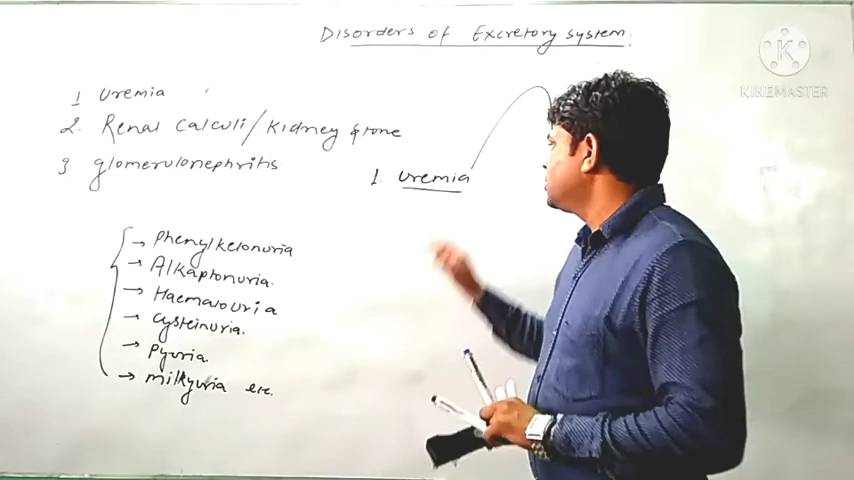 Disorders of Excretory system.
KINEMASTER
1 Uremia
2. Renal Calculi/Kidney stone
3 glomerulonephritis
1. Uremia
→ Phenylketonuria
→ Alkaptonuria.
→ Haematouria
→ Cysteinuria.
→ Pyuria.
→ milkyuria etc.